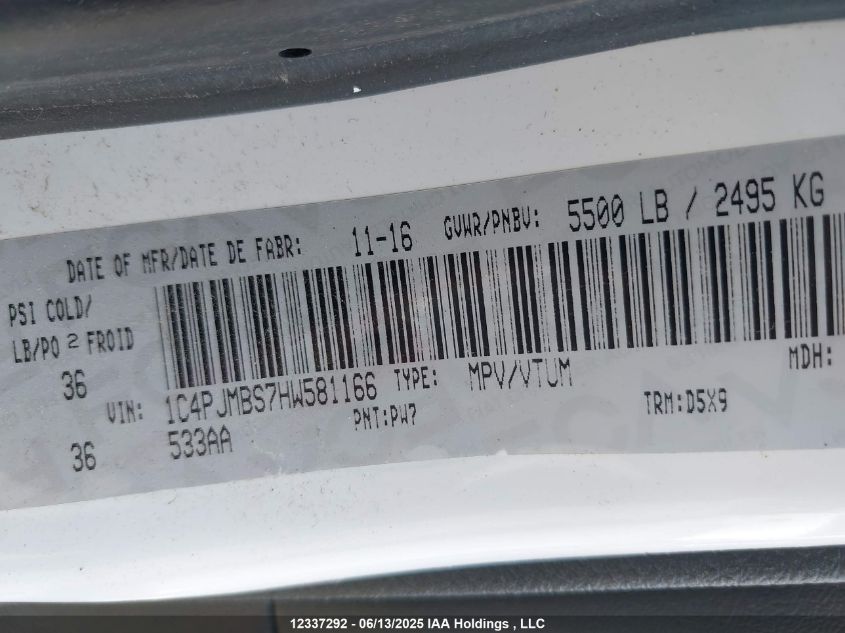 DATE OF MFR/DATE DE FABR: 11-16 GVWR/PNBV: 5500 LB / 2495 KG
PSI COLD/
LB/PO 2 FROID
36
VIN: 1C4PJMBS7HW581166 TYPE: MPV/VTUM MDH:
PNT:PW7 TRM:D5X9
36 533AA
12337292 - 06/13/2025 IAA Holdings , LLC